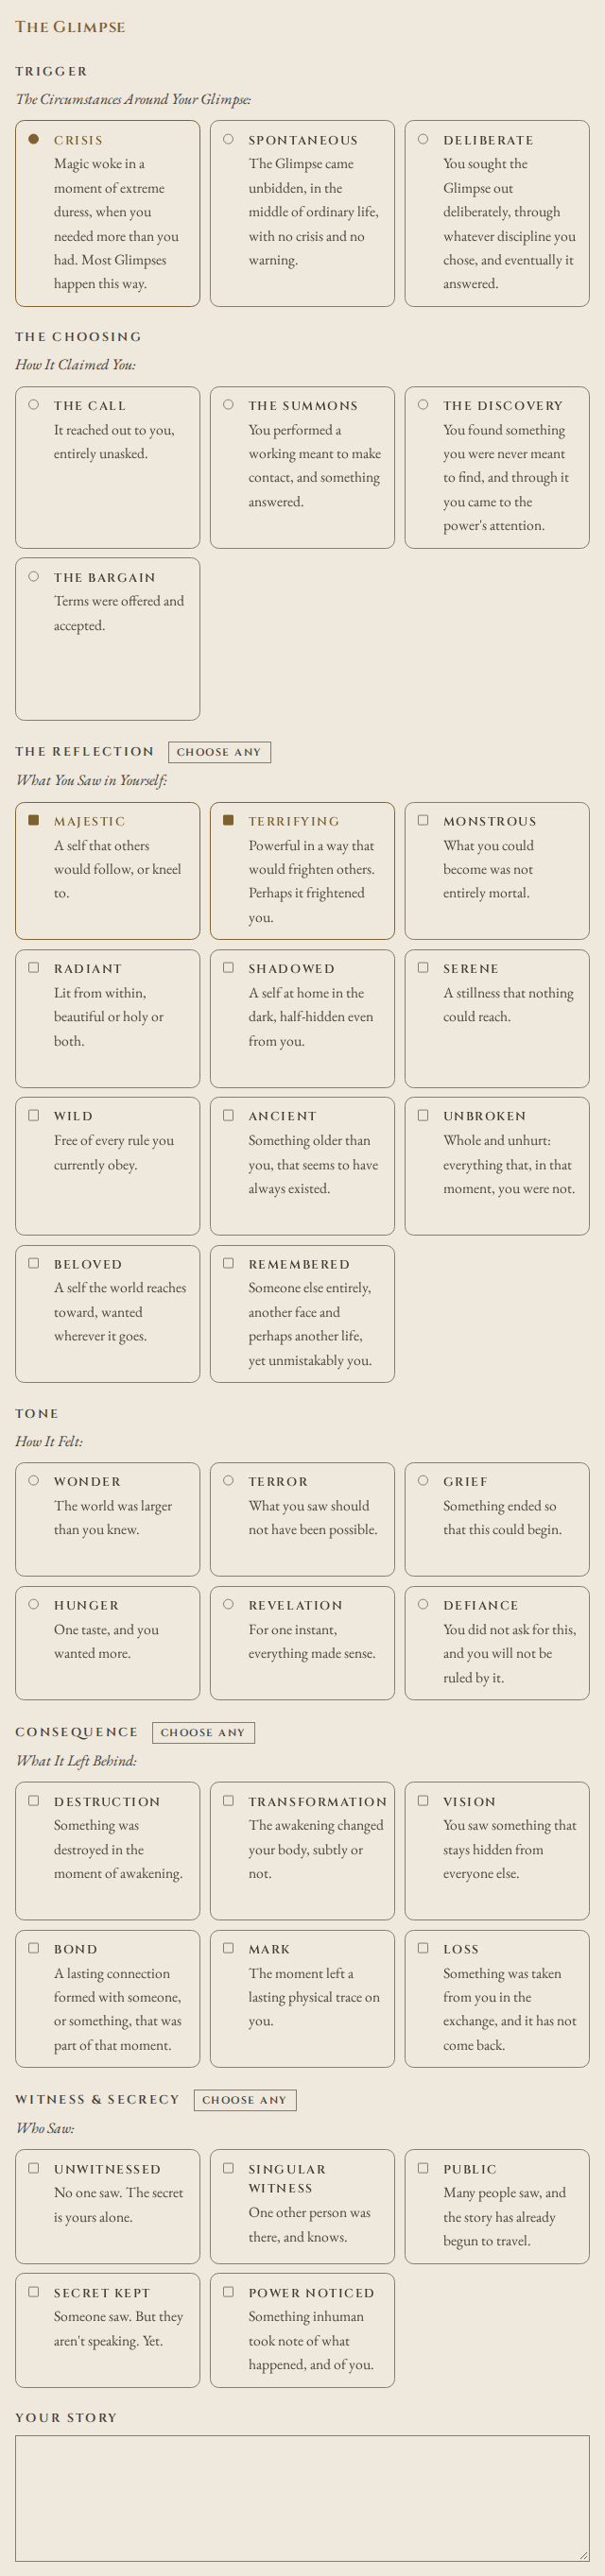 The Glimpse
TRIGGER
The Circumstances Around Your Glimpse:
CRISIS
Magic woke in a
moment of extreme
duress, when you
needed more than you
had. Most Glimpses
happen this way.
SPONTANEOUS
The Glimpse came
unbidden, in the
middle of ordinary life,
with no crisis and no
warning.
DELIBERATE
You sought the
Glimpse out
deliberately, through
whatever discipline you
chose, and eventually it
answered.
THE CHOOSING
How It Claimed You:
THE CALL
It reached out to you,
entirely unasked.
THE SUMMONS
You performed a
working meant to make
contact, and something
answered.
THE DISCOVERY
You found something
you were never meant
to find, and through it
you came to the
power's attention.
THE BARGAIN
Terms were offered and
accepted.
THE REFLECTION CHOOSE ANY
What You Saw in Yourself:
MAJESTIC
A self that others
would follow, or kneel
to.
TERRIFYING
Powerful in a way that
would frighten others.
Perhaps it frightened
you.
MONSTROUS
What you could
become was not
entirely mortal.
RADIANT
Lit from within,
beautiful or holy or
both.
SHADOWED
A self at home in the
dark, half-hidden even
from you.
SERENE
A stillness that nothing
could reach.
WILD
Free of every rule you
currently obey.
ANCIENT
Something older than
you, that seems to have
always existed.
UNBROKEN
Whole and unhurt:
everything that, in that
moment, you were not.
BELOVED
A self the world reaches
toward, wanted
wherever it goes.
REMEMBERED
Someone else entirely,
another face and
perhaps another life,
yet unmistakably you.
TONE
How It Felt:
WONDER
The world was larger
than you knew.
TERROR
What you saw should
not have been possible.
GRIEF
Something ended so
that this could begin.
HUNGER
One taste, and you
wanted more.
REVELATION
For one instant,
everything made sense.
DEFIANCE
You did not ask for this,
and you will not be
ruled by it.
CONSEQUENCE CHOOSE ANY
What It Left Behind:
DESTRUCTION
Something was
destroyed in the
moment of awakening.
TRANSFORMATION
The awakening changed
your body, subtly or
not.
VISION
You saw something that
stays hidden from
everyone else.
BOND
A lasting connection
formed with someone,
or something, that was
part of that moment.
MARK
The moment left a
lasting physical trace on
you.
LOSS
Something was taken
from you in the
exchange, and it has not
come back.
WITNESS & SECRECY CHOOSE ANY
Who Saw:
UNWITNESSED
No one saw. The secret
is yours alone.
SINGULAR
WITNESS
One other person was
there, and knows.
PUBLIC
Many people saw, and
the story has already
begun to travel.
SECRET KEPT
Someone saw. But they
aren't speaking. Yet.
POWER NOTICED
Something inhuman
took note of what
happened, and of you.
YOUR STORY